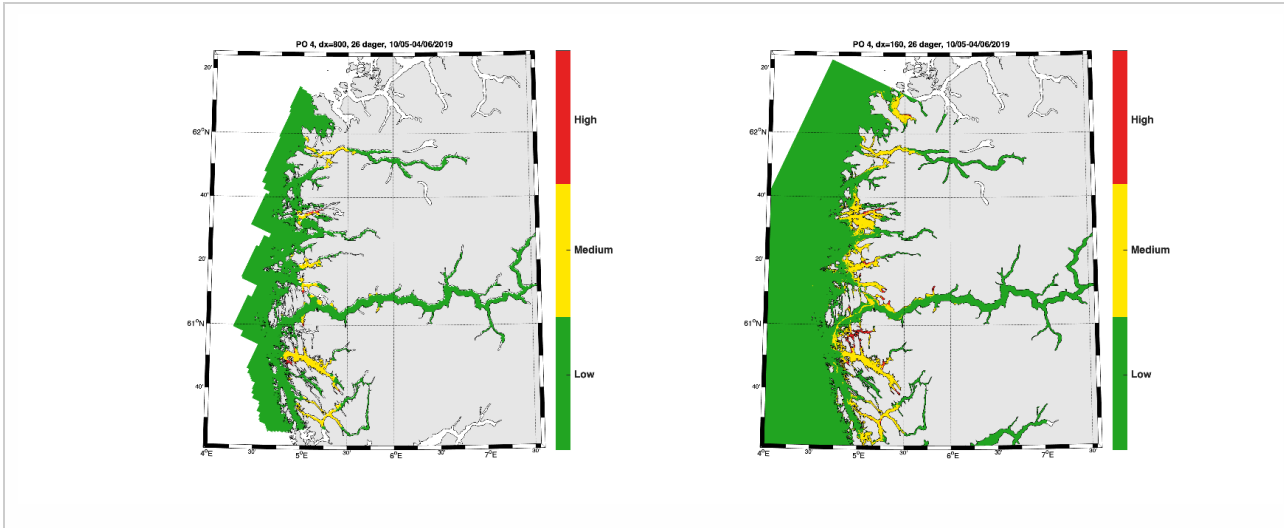 PO 4, dx=800, 26 dager, 10/05-04/06/2019
20'
62°N
40'
20'
61°N
40'
4°E
30'
5°E
30'
6°E
30'
7°E
30'
High
Medium
Low
PO 4, dx=160, 26 dager, 10/05-04/06/2019
20'
62°N
40'
20'
61°N
40'
4°E
30'
5°E
30'
6°E
30'
7°E
30'
High
Medium
Low